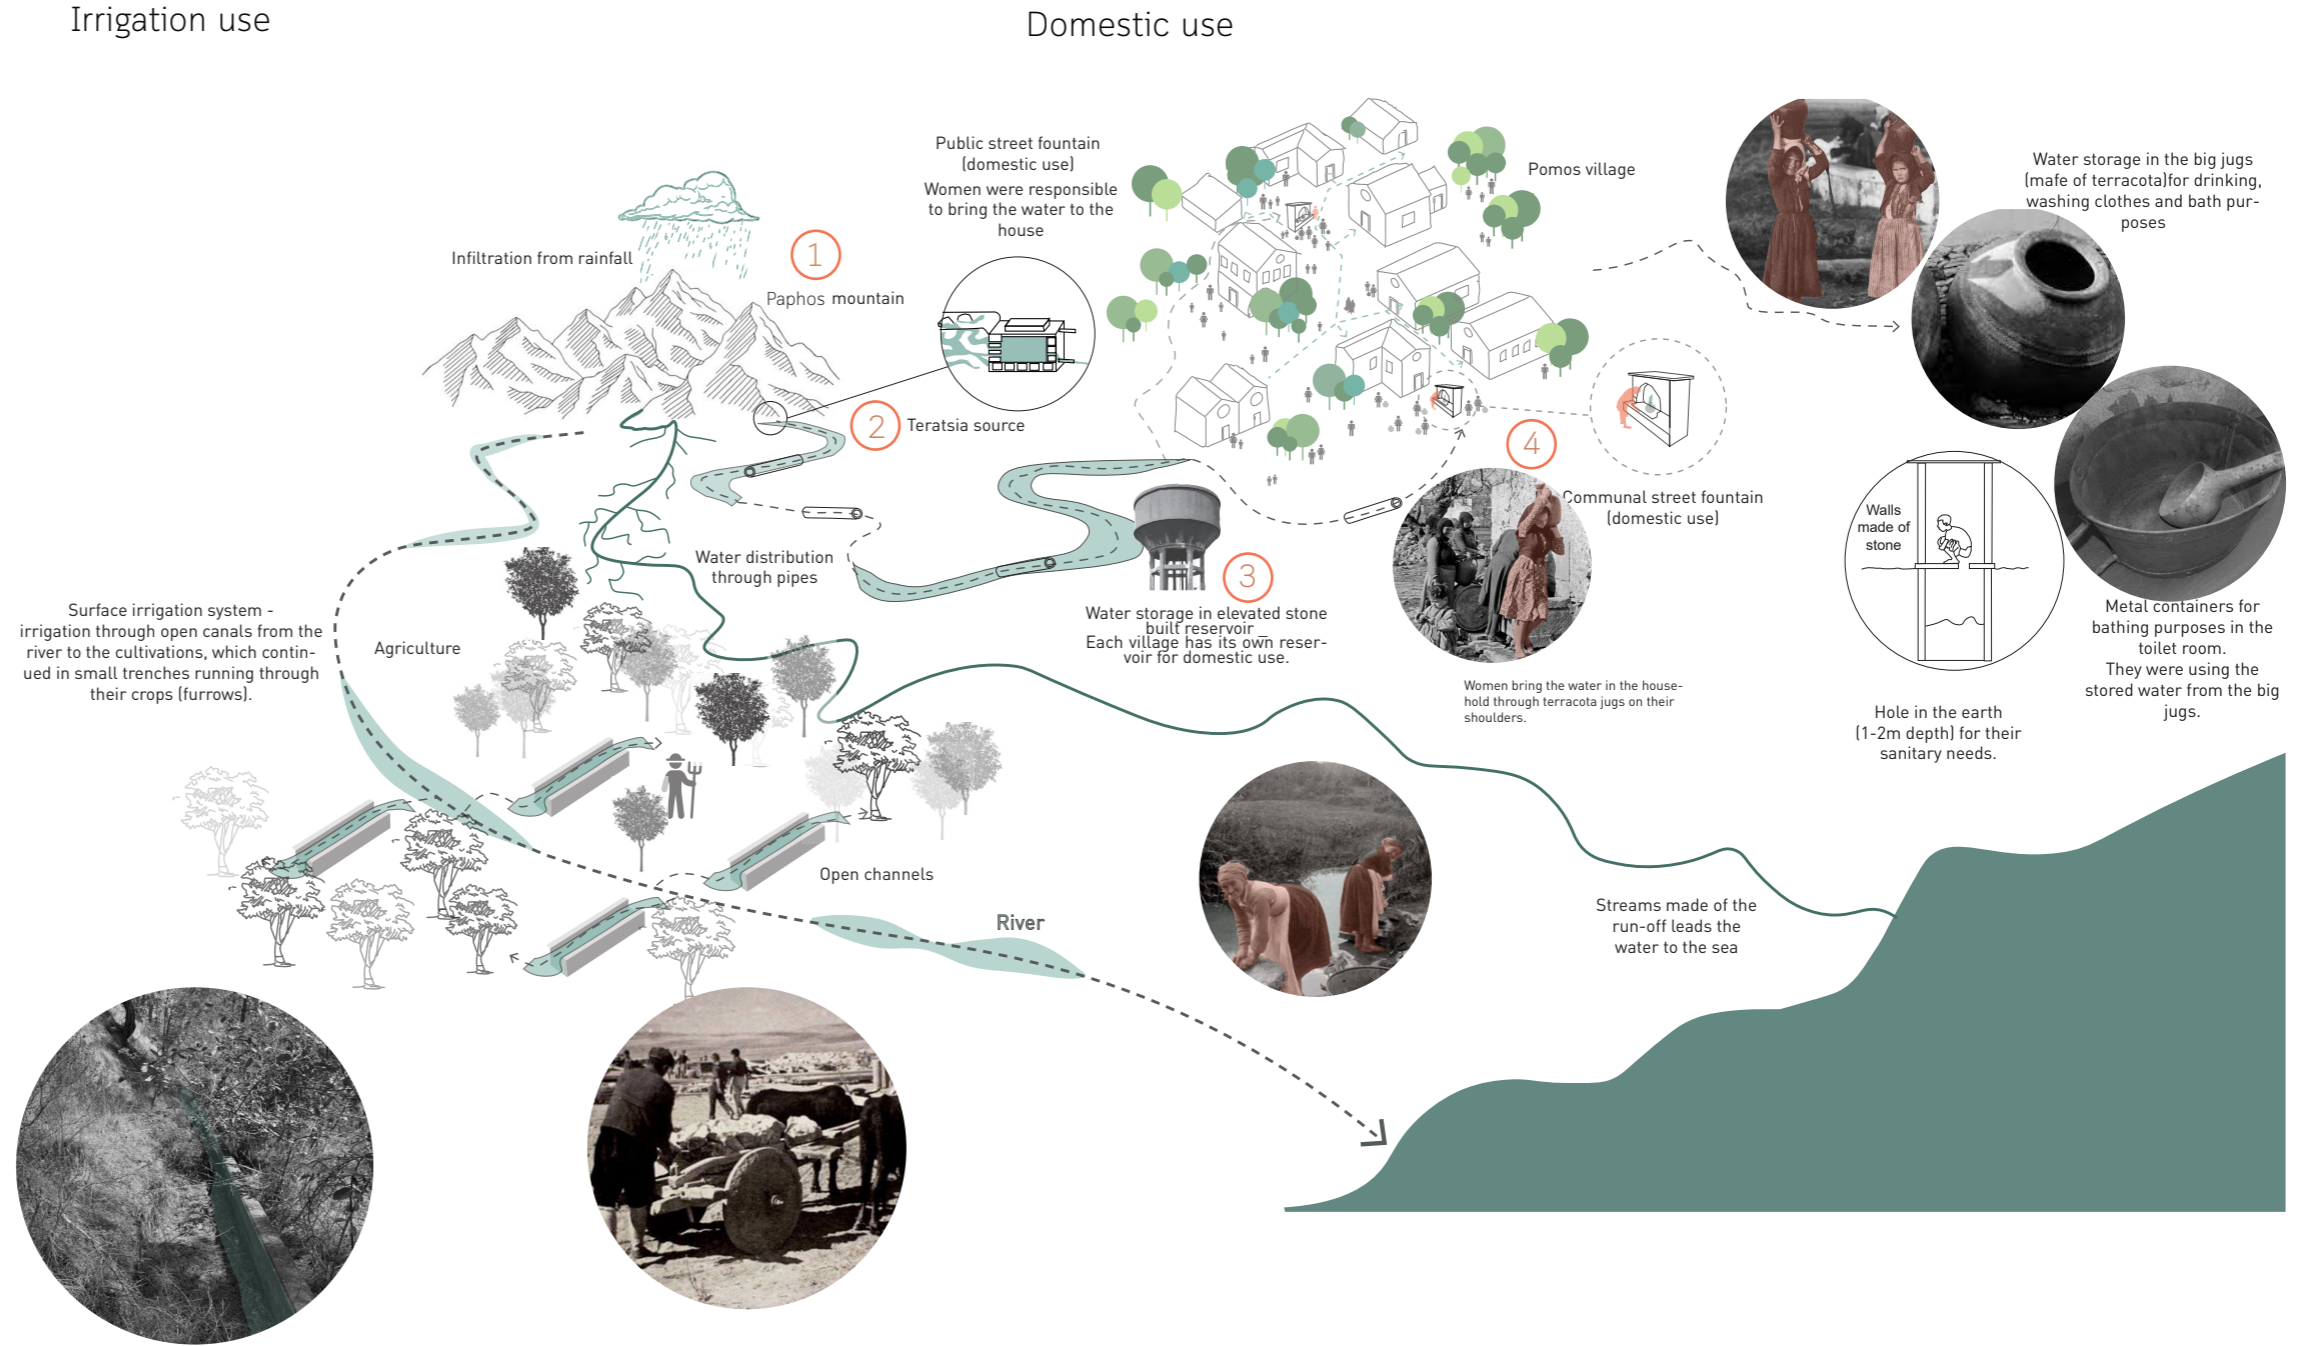 Irrigation use
Domestic use
Public street fountain
(domestic use)
Women were responsible
to bring the water to the
house
Pomos village
Water storage in the big jugs
(mafe of terracota)for drinking,
washing clothes and bath pur-
poses
Infiltration from rainfall
1
Paphos mountain
2
Teratsia source
4
Communal street fountain
(domestic use)
Walls
made of
stone
Water distribution
through pipes
3
Water storage in elevated stone
built reservoir _
Each village has its own reser-
voir for domestic use.
Surface irrigation system -
irrigation through open canals from the
river to the cultivations, which contin-
ued in small trenches running through
their crops (furrows).
Agriculture
Metal containers for
bathing purposes in the
toilet room.
They were using the
stored water from the big
jugs.
Women bring the water in the house-
hold through terracota jugs on their
shoulders.
Hole in the earth
(1-2m depth) for their
sanitary needs.
Open channels
River
Streams made of the
run-off leads the
water to the sea